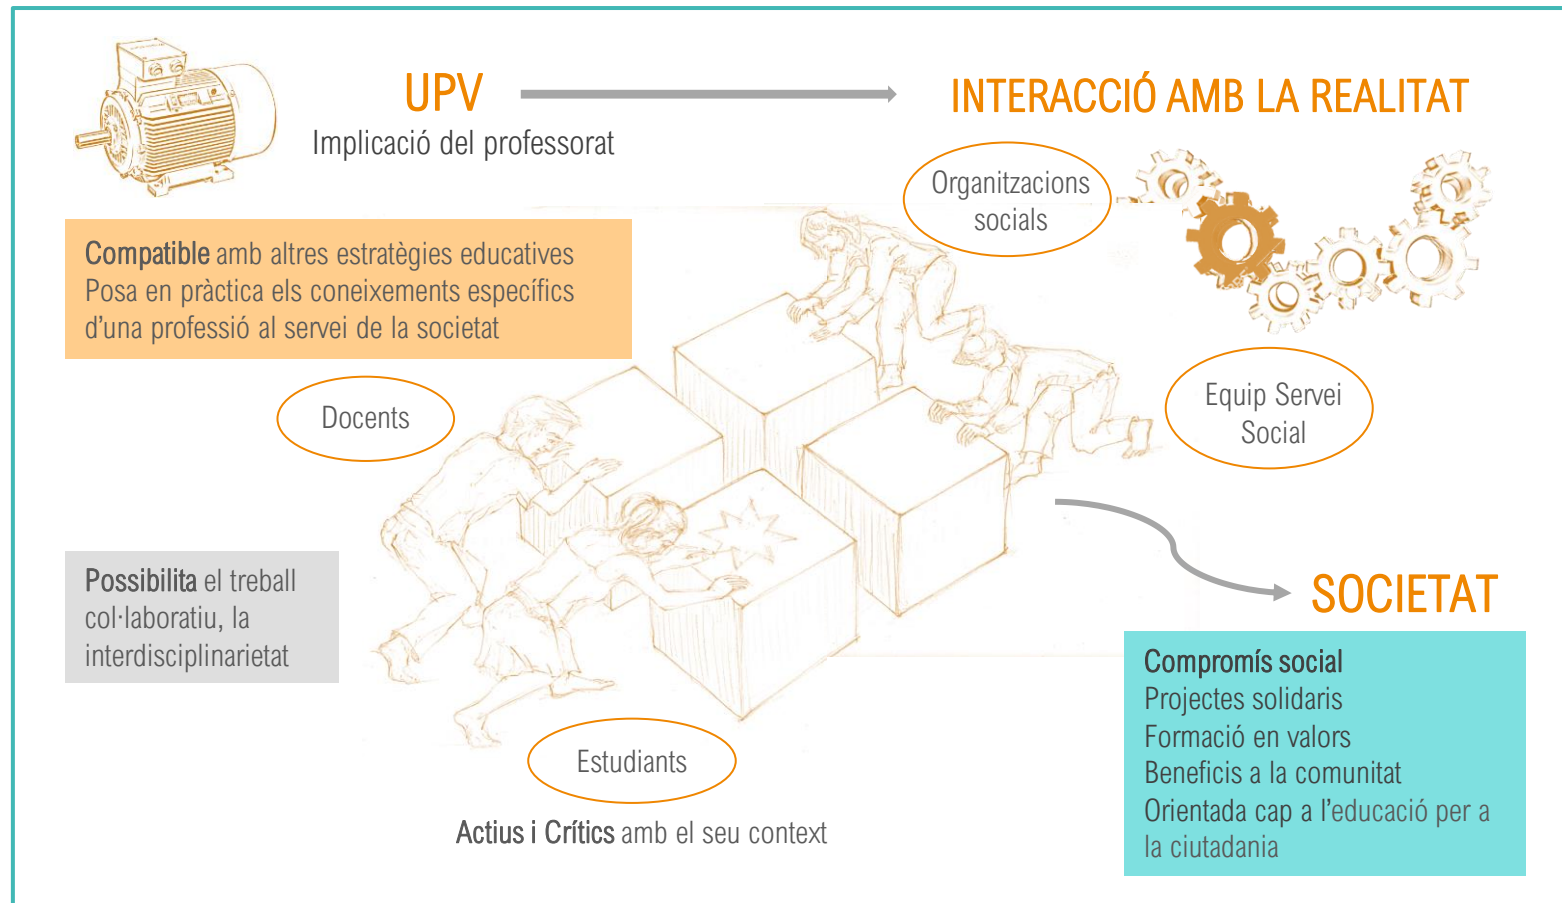 UPV
Implicació del professorat
INTERACCIÓ AMB LA REALITAT
Organitzacions
socials
Compatible amb altres estratègies educatives
Posa en pràctica els coneixements específics
d'una professió al servei de la societat
Docents
Equip Servei
Social
Possibilita el treball
col·laboratiu, la
interdisciplinarietat
SOCIETAT
Compromís social
Projectes solidaris
Formació en valors
Beneficis a la comunitat
Orientada cap a l'educació per a
la ciutadania
Estudiants
Actius i Crítics amb el seu context